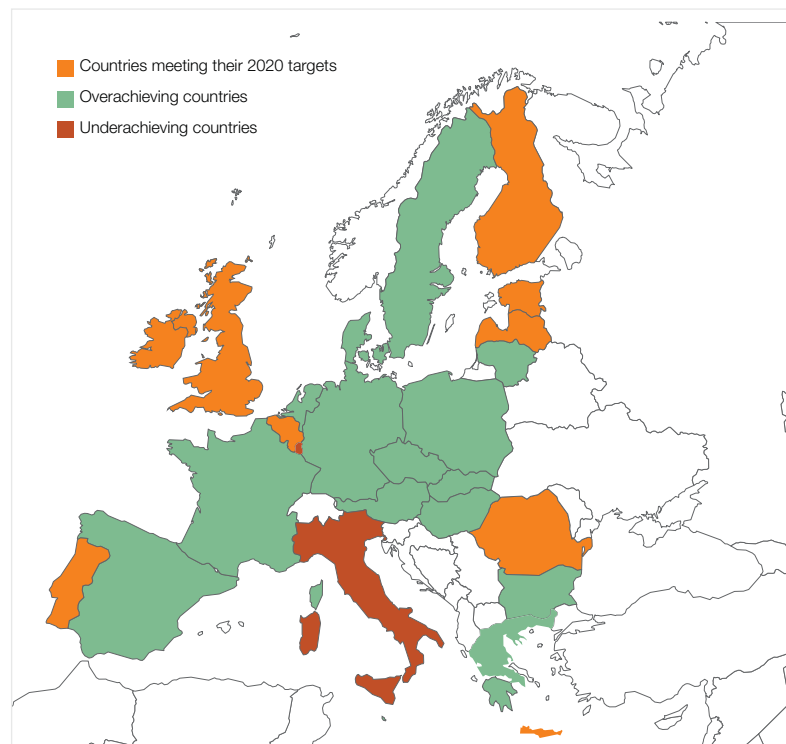 Countries meeting their 2020 targets
Overachieving countries
Underachieving countries